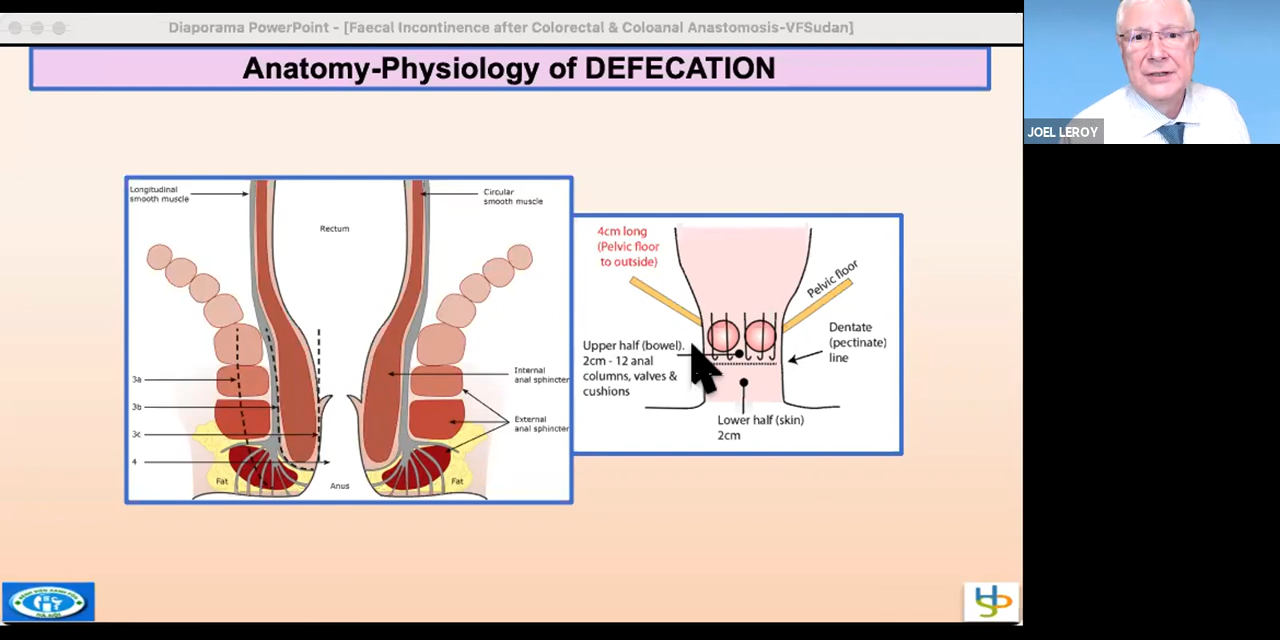 Diaporama PowerPoint - [Faecal Incontinence after Colorectal & Coloanal Anastomosis-VFSudan]
Anatomy-Physiology of DEFECATION
JOEL LEROY
Longitudinal
smooth muscle
Circular
smooth muscle
Rectum
Internal
anal sphincter
External
anal sphincter
3a
3b
3c
4
Fat
Anus
Fat
4cm long
(Pelvic floor
to outside)
Pelvic floor
Upper half (bowel).
2cm - 12 anal
columns, valves &
cushions
Dentate
(pectinate)
line
Lower half (skin)
2cm